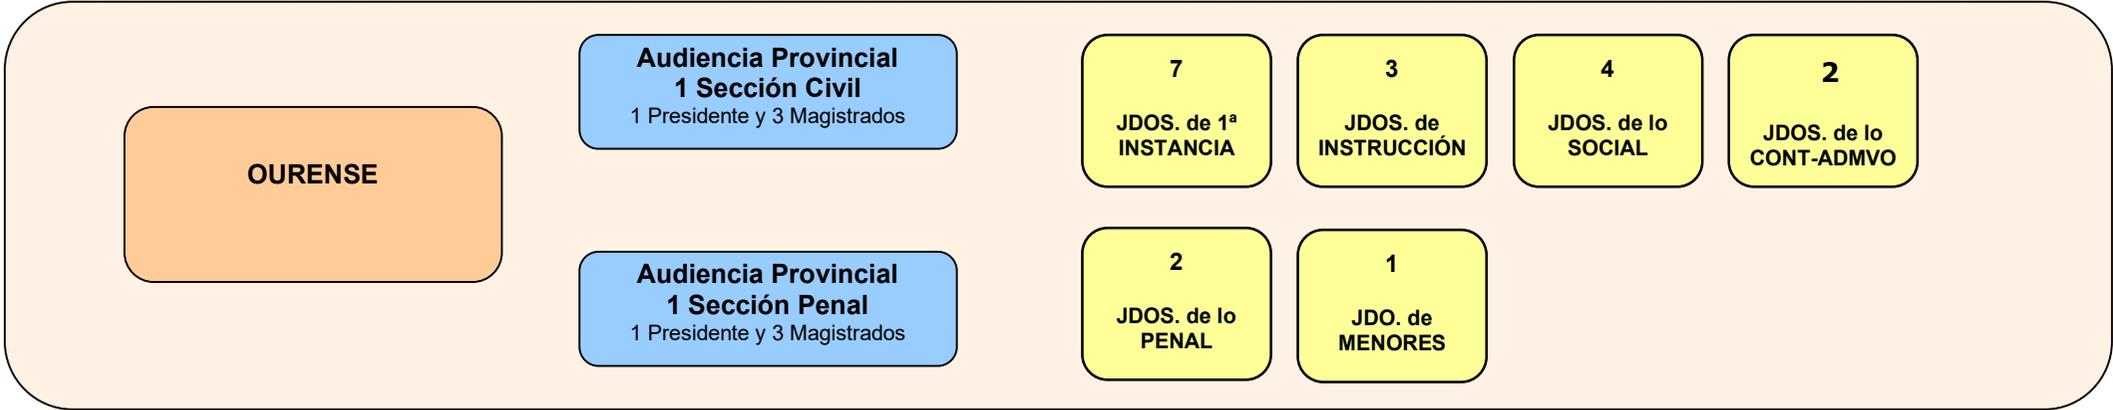 OURENSE
Audiencia Provincial
1 Sección Civil
1 Presidente y 3 Magistrados
Audiencia Provincial
1 Sección Penal
1 Presidente y 3 Magistrados
7
JDOS. de 1ª
INSTANCIA
3
JDOS. de
INSTRUCCIÓN
4
JDOS. de lo
SOCIAL
2
JDOS. de lo
CONT-ADMVO
2
JDOS. de lo
PENAL
1
JDO. de
MENORES